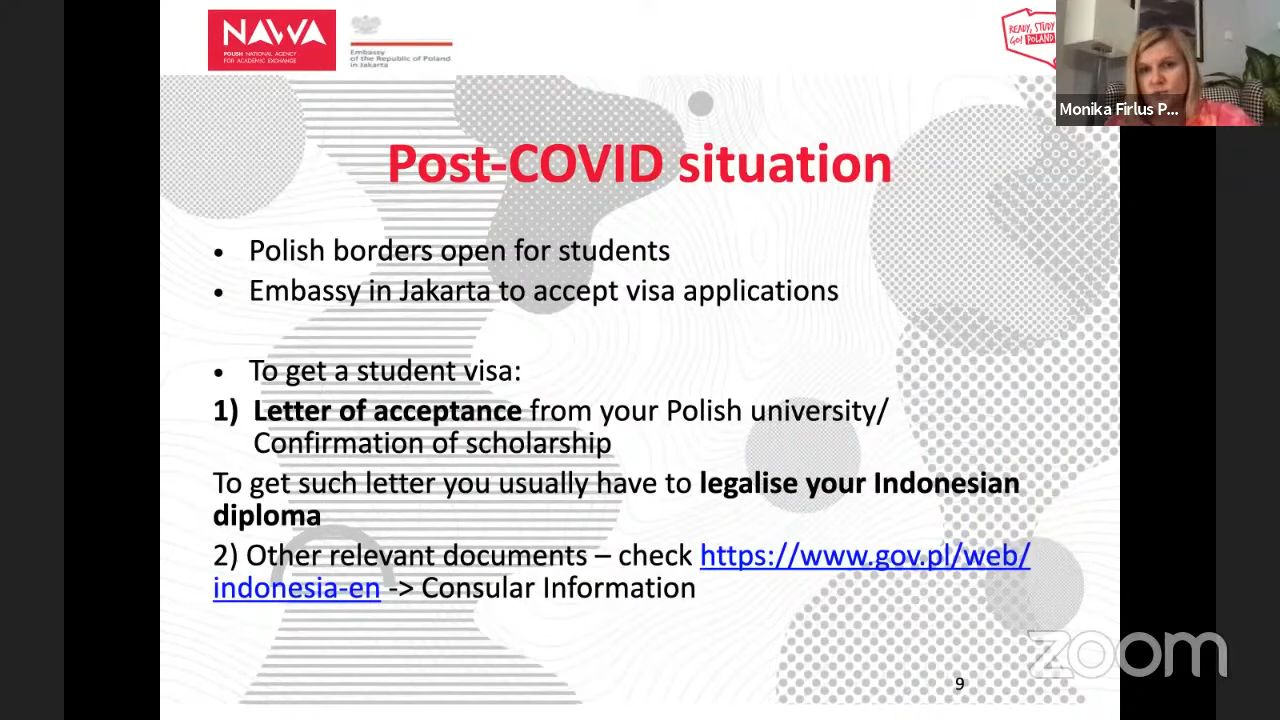 NAWA
POLISH NATIONAL AGENCY
FOR ACADEMIC EXCHANGE
Embassy
of the Republic of Poland
in Jakarta
READY, STUDY
GO! POLAND
Monika Firlus P...
Post-COVID situation
• Polish borders open for students
• Embassy in Jakarta to accept visa applications
• To get a student visa:
1) Letter of acceptance from your Polish university/
Confirmation of scholarship
To get such letter you usually have to legalise your Indonesian
diploma
2) Other relevant documents – check https://www.gov.pl/web/
indonesia-en -> Consular Information
zoom
9